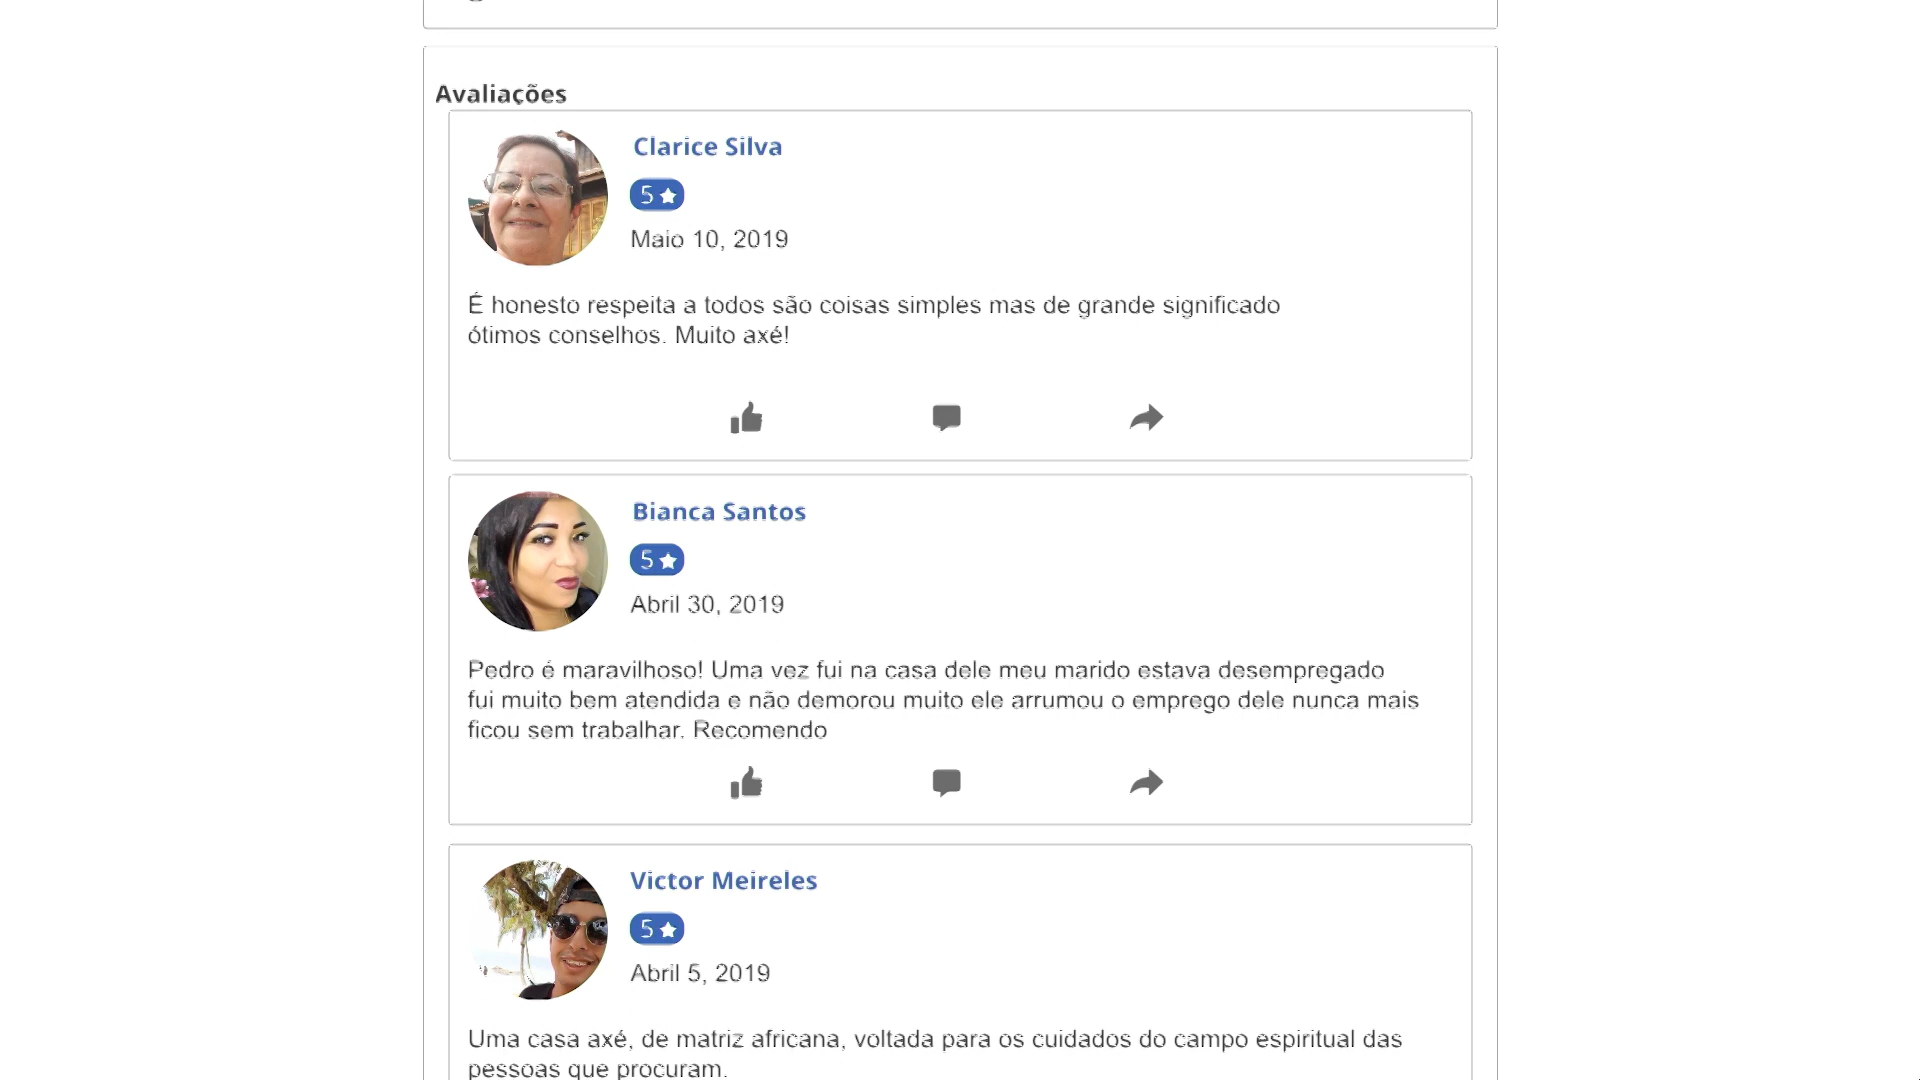 Avaliações
Clarice Silva
5
Maio 10, 2019
É honesto respeita a todos são coisas simples mas de grande significado
ótimos conselhos. Muito axé!
Bianca Santos
5
Abril 30, 2019
Pedro é maravilhoso! Uma vez fui na casa dele meu marido estava desempregado
fui muito bem atendida e não demorou muito ele arrumou o emprego dele nunca mais
ficou sem trabalhar. Recomendo
Victor Meireles
5
Abril 5, 2019
Uma casa axé, de matriz africana, voltada para os cuidados do campo espiritual das
pessoas que procuram.